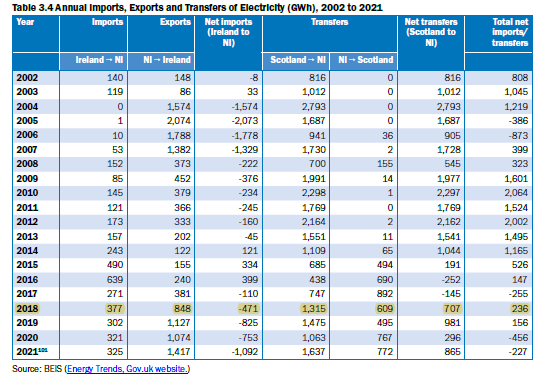 Table 3.4 Annual Imports, Exports and Transfers of Electricity (GWh), 2002 to 2021
Year Imports Exports Net imports (Ireland to NI) Transfers Net transfers (Scotland to NI) Total net imports/ transfers
Ireland → NI NI → Ireland Scotland → NI NI → Scotland
2002 140 148 -8 816 0 816 808
2003 119 86 33 1,012 0 1,012 1,045
2004 0 1,574 -1,574 2,793 0 2,793 1,219
2005 1 2,074 -2,073 1,687 0 1,687 -386
2006 10 1,788 -1,778 941 36 905 -873
2007 53 1,382 -1,329 1,730 2 1,728 399
2008 152 373 -222 700 155 545 323
2009 85 452 -376 1,991 14 1,977 1,601
2010 145 379 -234 2,298 1 2,297 2,064
2011 121 366 -245 1,769 0 1,769 1,524
2012 173 333 -160 2,164 2 2,162 2,002
2013 157 202 -45 1,551 11 1,541 1,495
2014 243 122 121 1,109 65 1,044 1,165
2015 490 155 334 685 494 191 526
2016 639 240 399 438 690 -252 147
2017 271 381 -110 747 892 -145 -255
2018 377 848 -471 1,315 609 707 236
2019 302 1,127 -825 1,475 495 981 156
2020 321 1,074 -753 1,063 767 296 -456
2021¹⁰¹ 325 1,417 -1,092 1,637 772 865 -227
Source: BEIS (Energy Trends, Gov.uk website.)